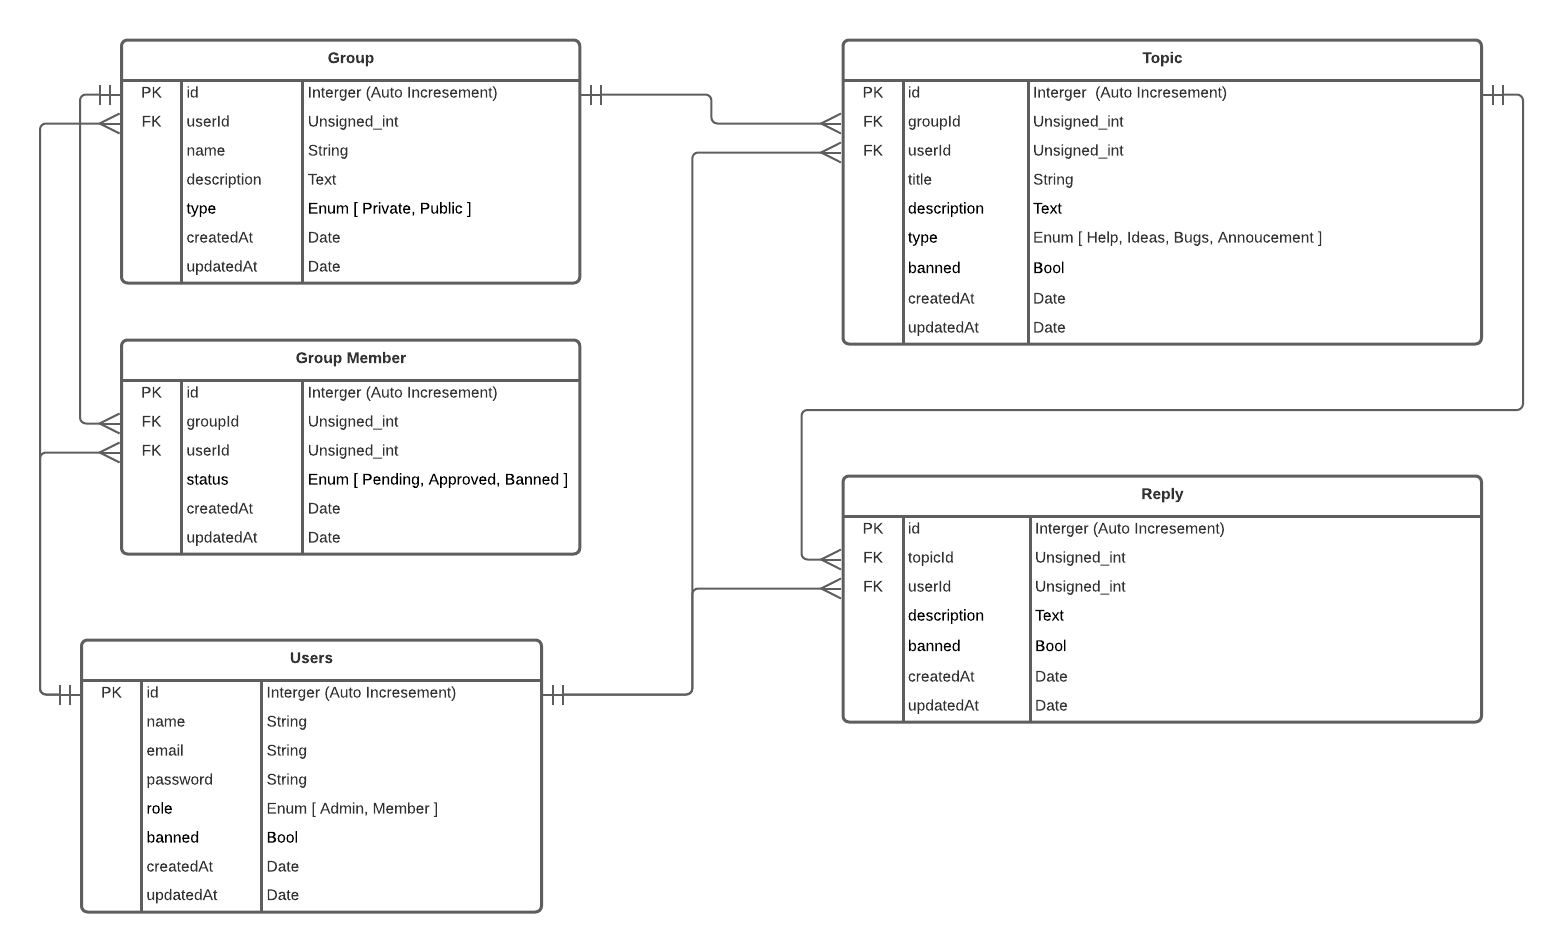 Group
PK id Interger (Auto Incresement)
FK userId Unsigned_int
name String
description Text
type Enum [ Private, Public ]
createdAt Date
updatedAt Date
Topic
PK id Interger (Auto Incresement)
FK groupId Unsigned_int
FK userId Unsigned_int
title String
description Text
type Enum [ Help, Ideas, Bugs, Annoucement ]
banned Bool
createdAt Date
updatedAt Date
Group Member
PK id Interger (Auto Incresement)
FK groupId Unsigned_int
FK userId Unsigned_int
status Enum [ Pending, Approved, Banned ]
createdAt Date
updatedAt Date
Reply
PK id Interger (Auto Incresement)
FK topicId Unsigned_int
FK userId Unsigned_int
description Text
banned Bool
createdAt Date
updatedAt Date
Users
PK id Interger (Auto Incresement)
name String
email String
password String
role Enum [ Admin, Member ]
banned Bool
createdAt Date
updatedAt Date